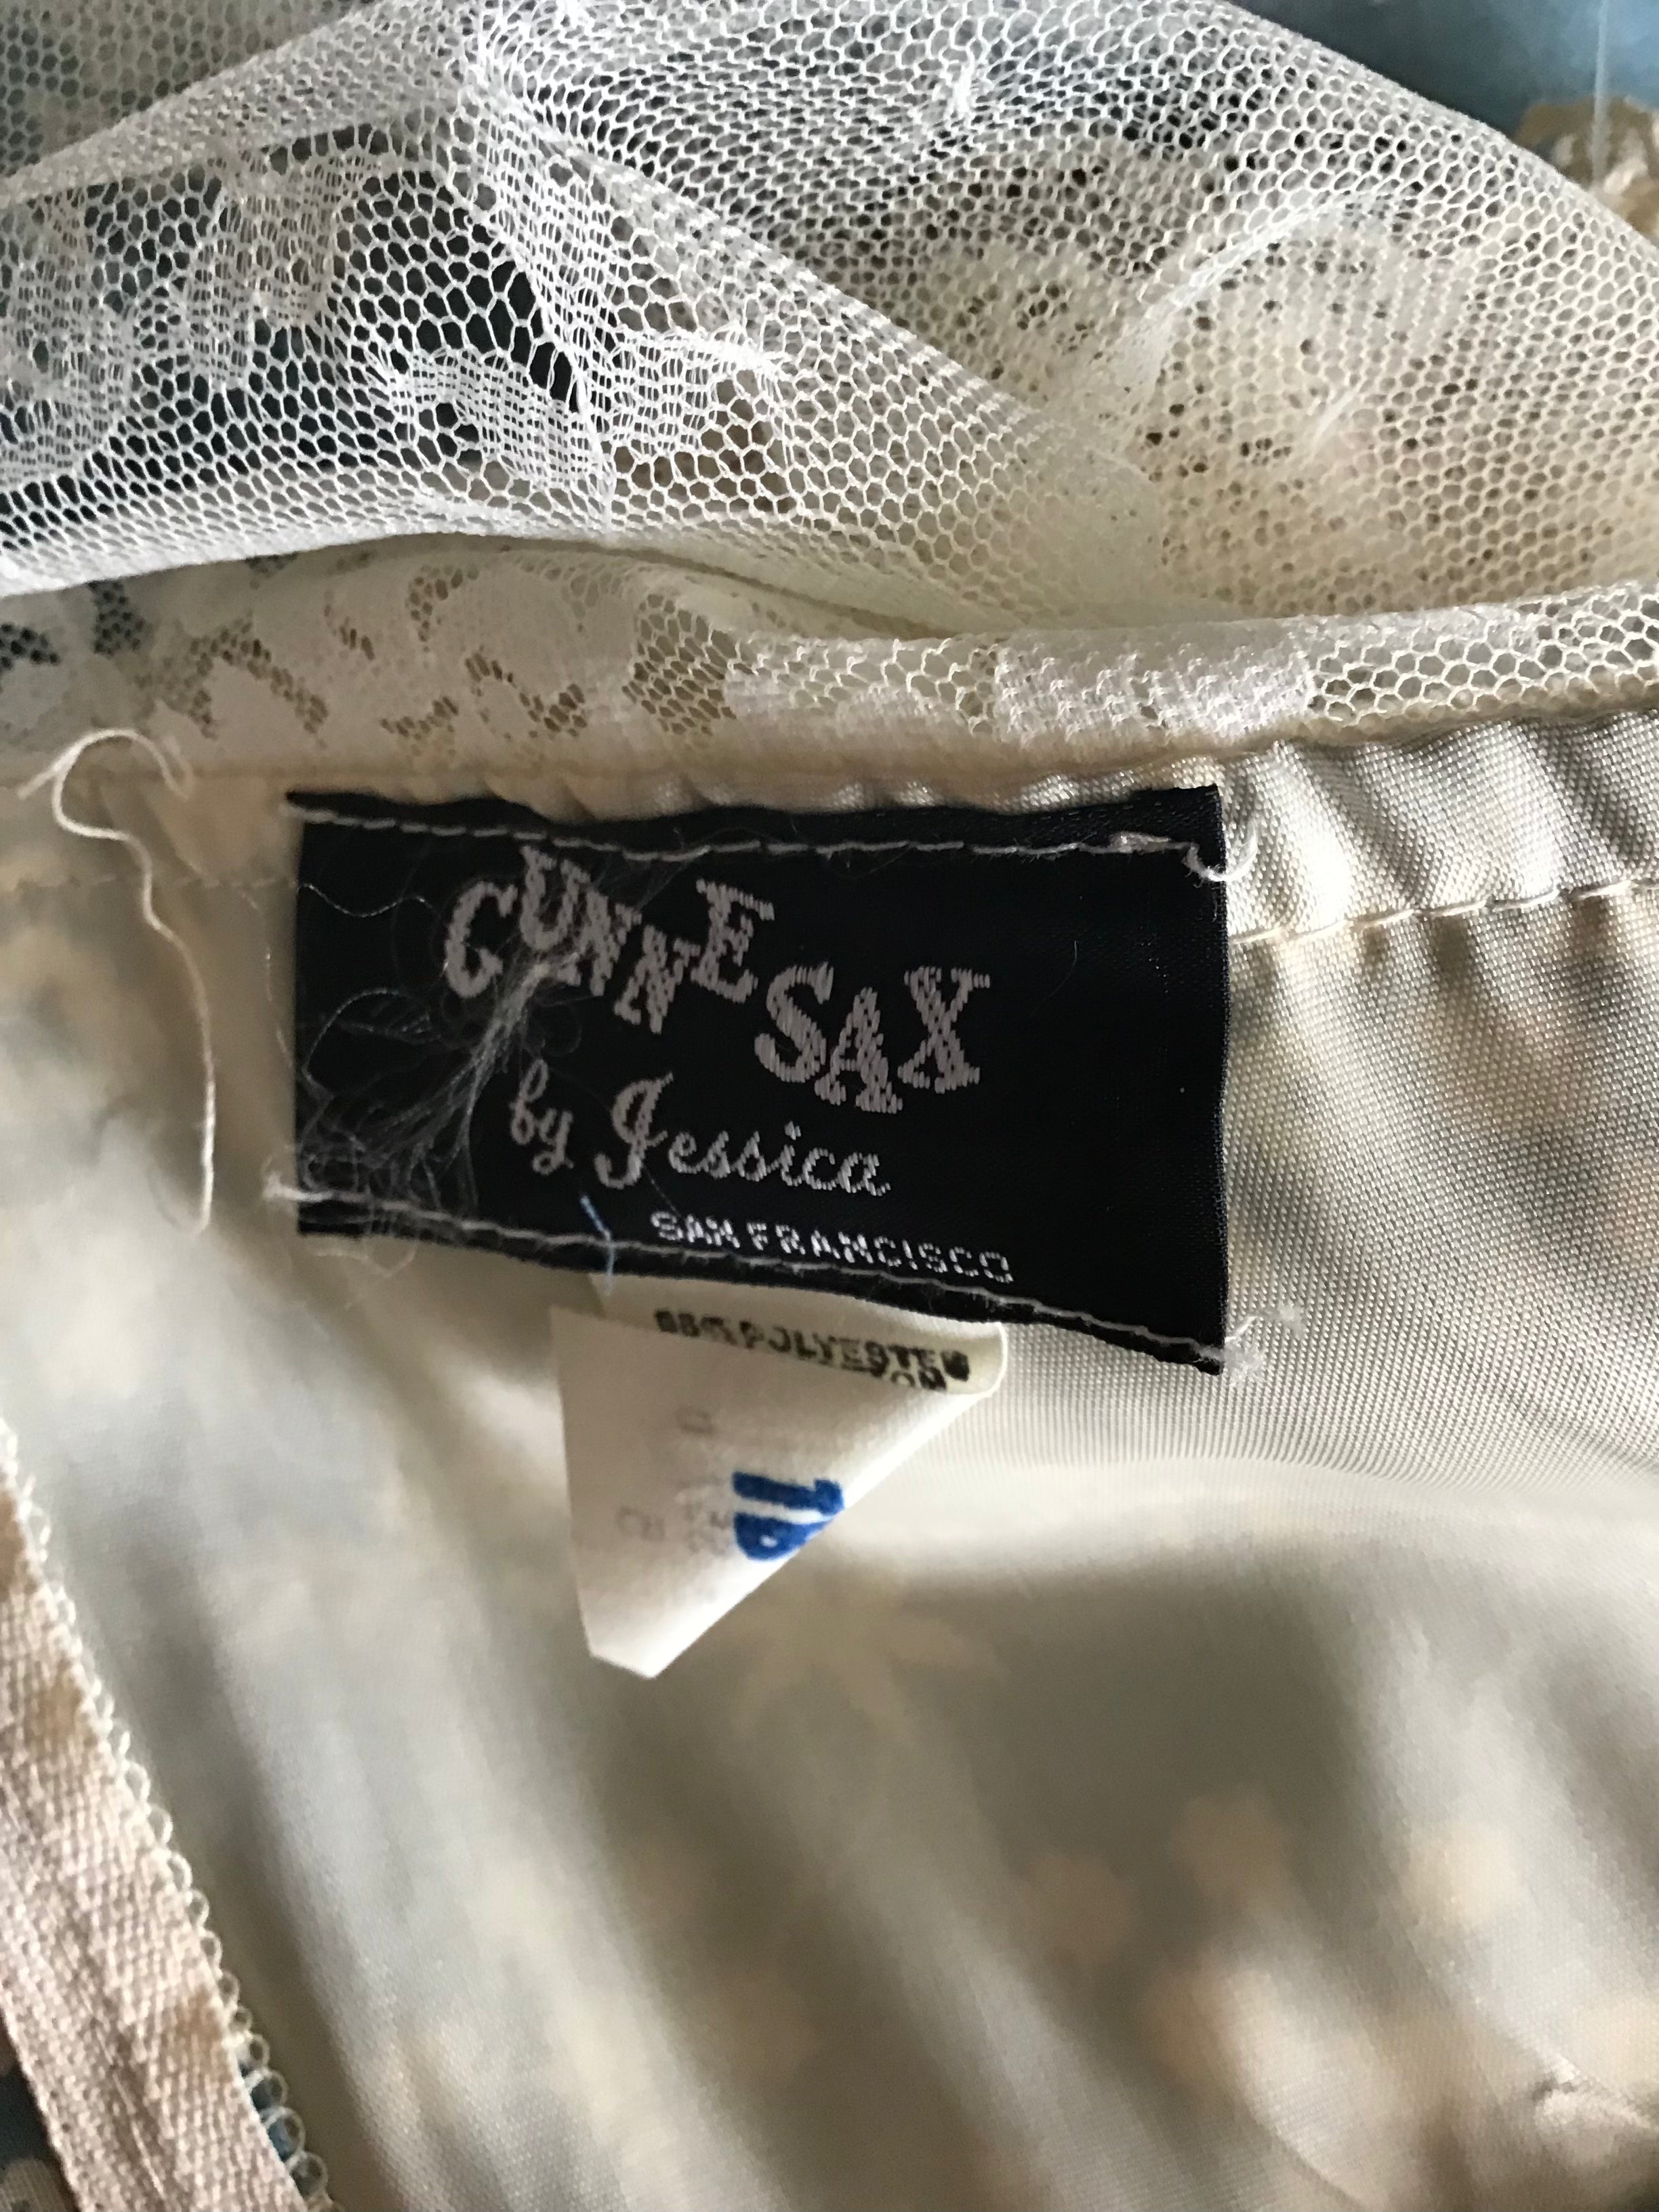 GUNNE SAX
by Jessica
SAN FRANCISCO
POLYESTER